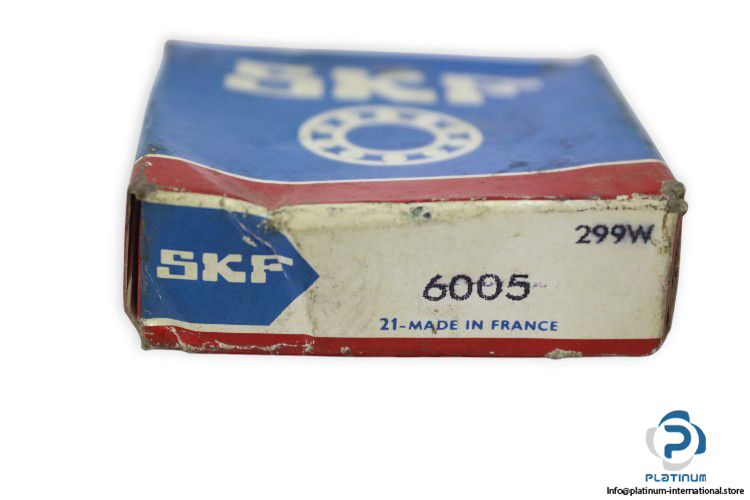 SKF
299W
SKF
6005
21-MADE IN FRANCE
PLATINUM
Info@platinum-international.store